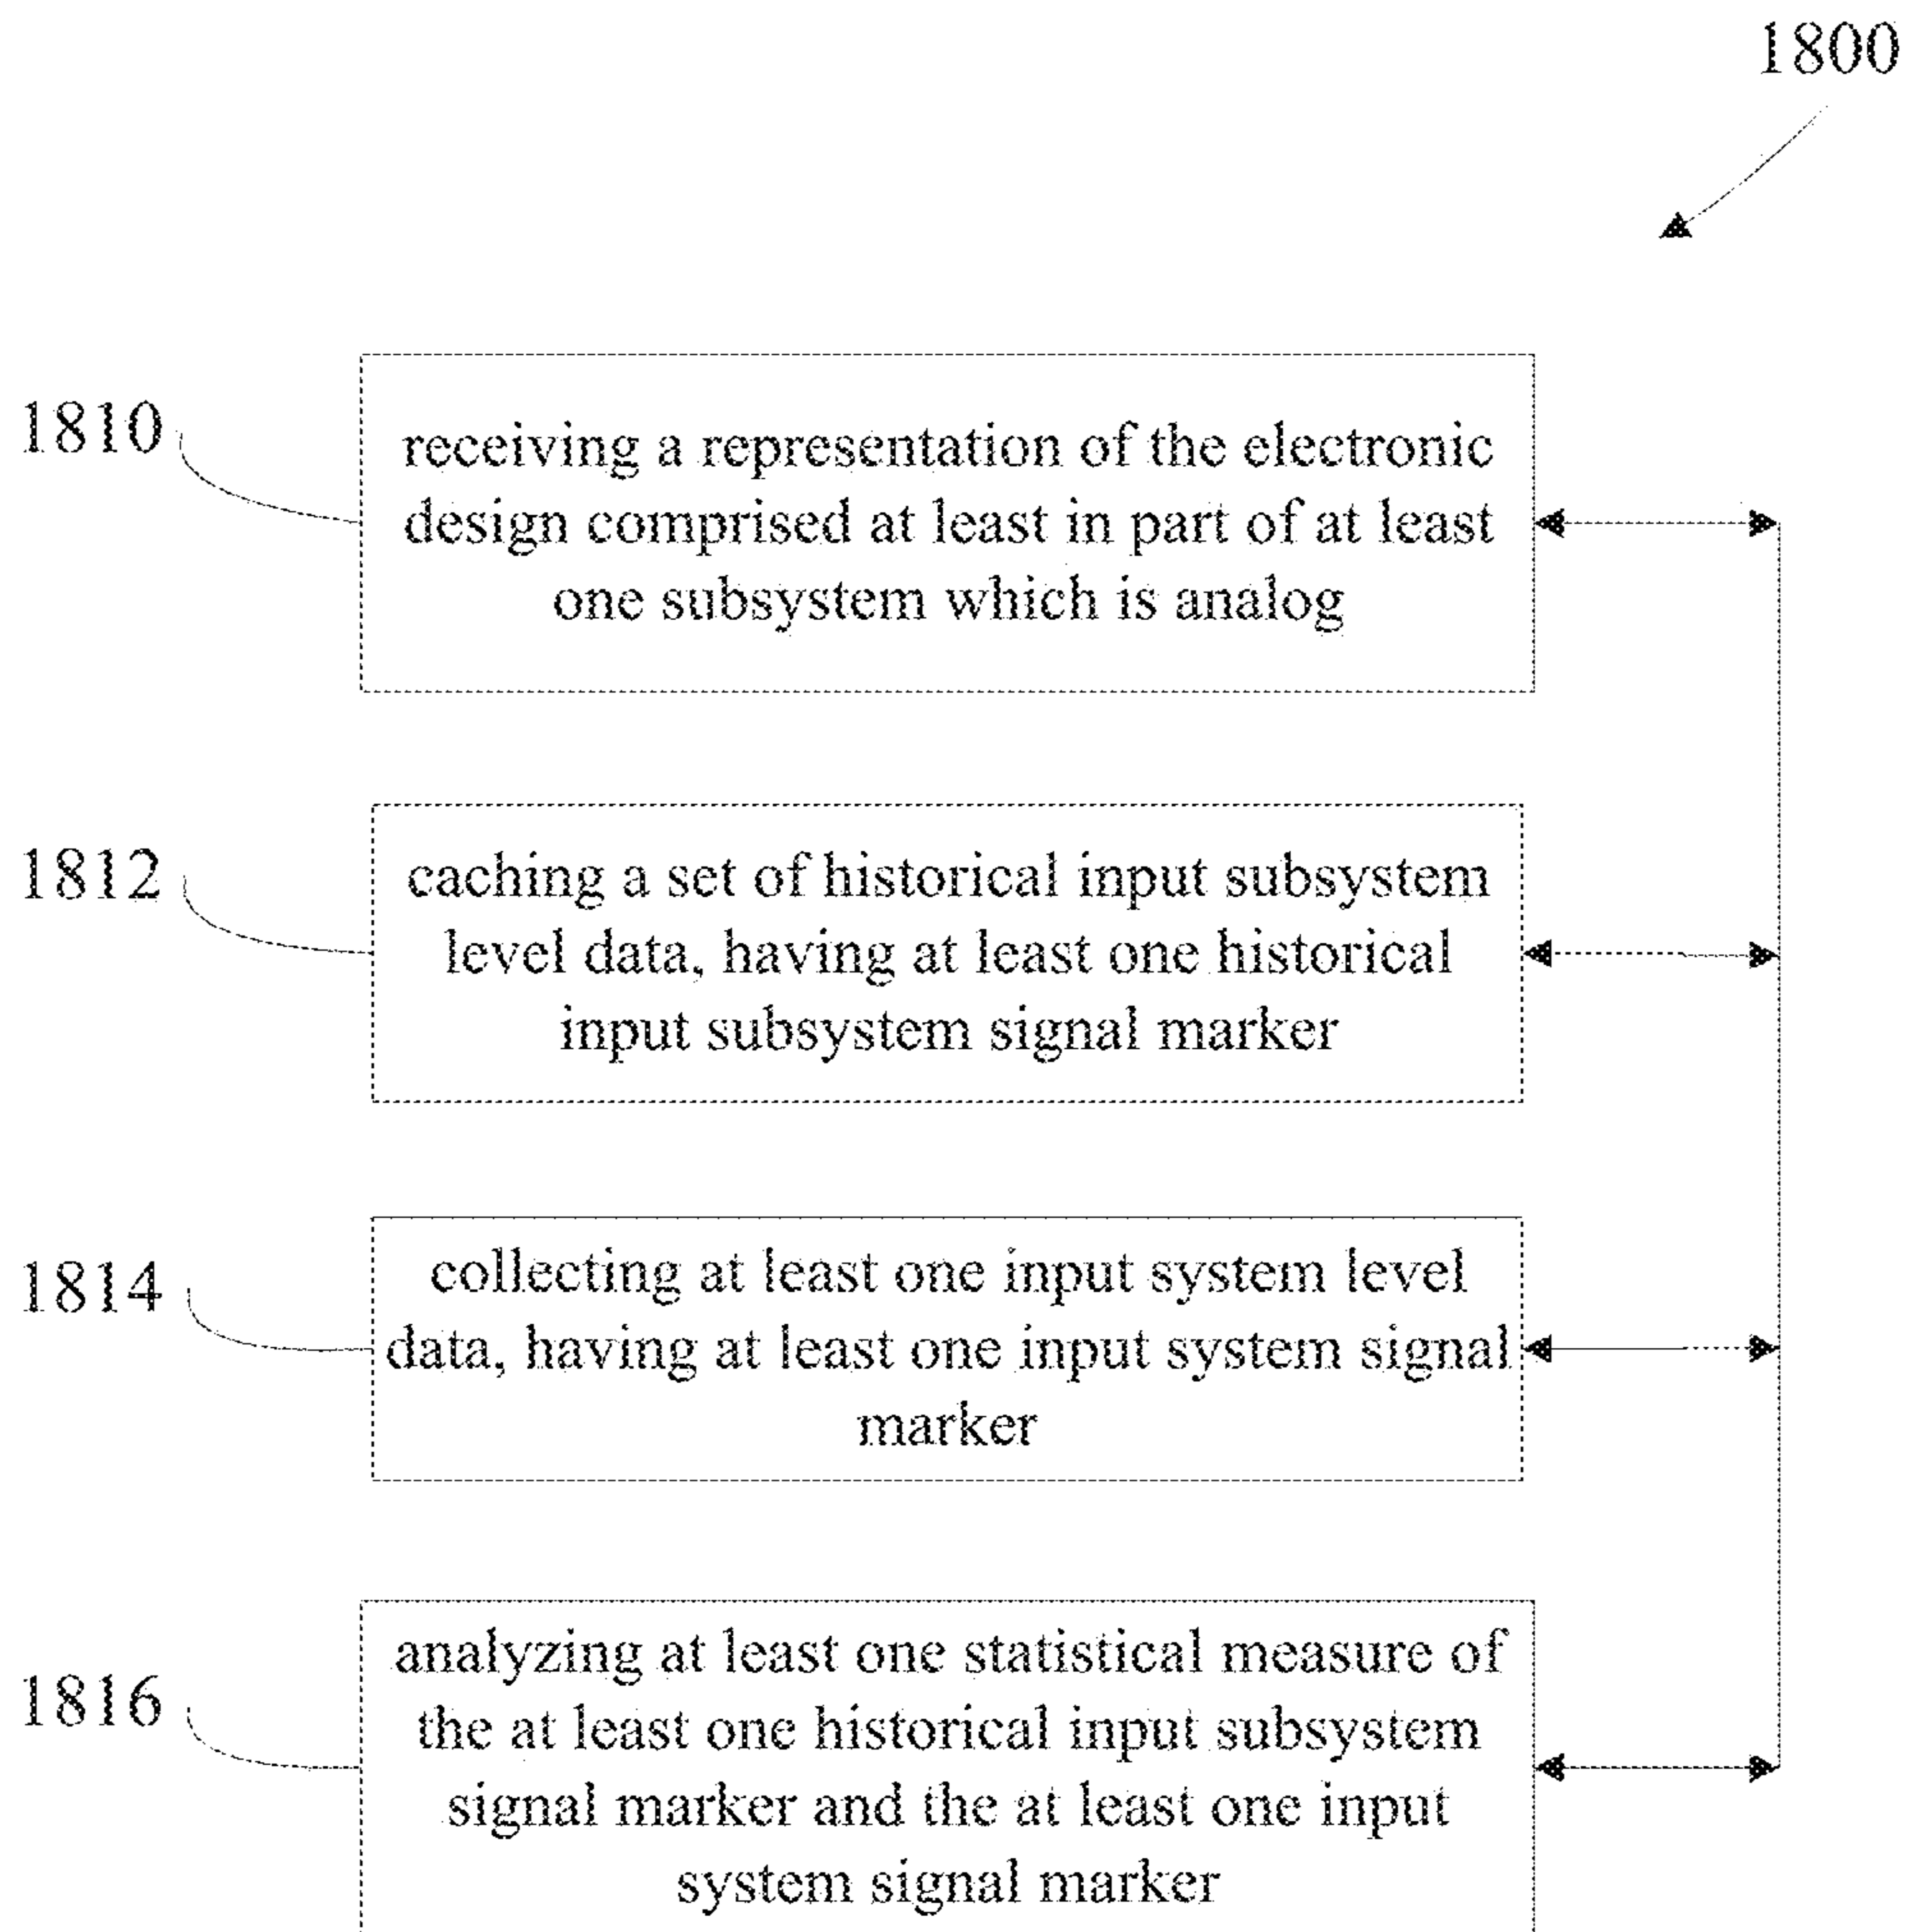 1800
1810
receiving a representation of the electronic
design comprised at least in part of at least
one subsystem which is analog
1812
caching a set of historical input subsystem
level data, having at least one historical
input subsystem signal marker
1814
collecting at least one input system level
data, having at least one input system signal
marker
1816
analyzing at least one statistical measure of
the at least one historical input subsystem
signal marker and the at least one input
system signal marker